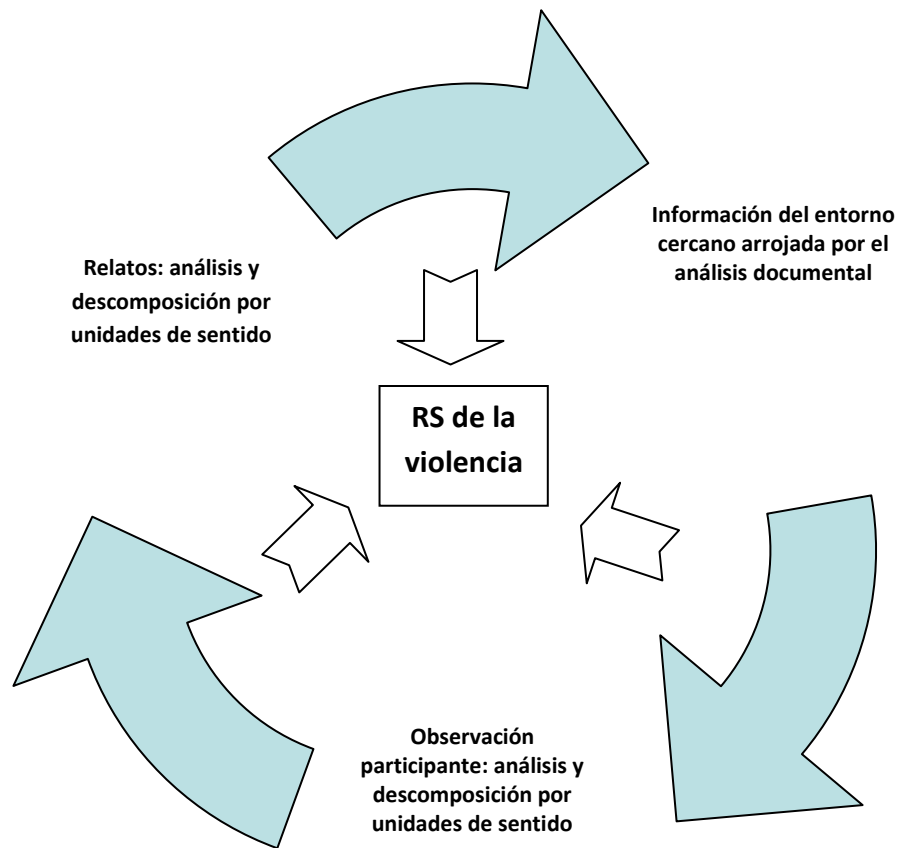 Información del entorno
cercano arrojada por el
análisis documental
Relatos: análisis y
descomposición por
unidades de sentido
RS de la
violencia
Observación
participante: análisis y
descomposición por
unidades de sentido